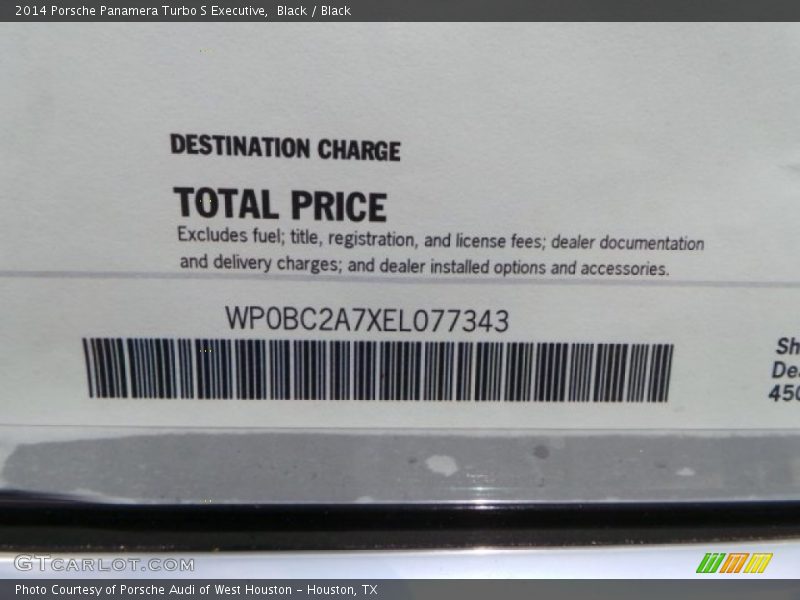 2014 Porsche Panamera Turbo S Executive,  Black / Black
DESTINATION CHARGE
TOTAL PRICE
Excludes fuel; title, registration, and license fees; dealer documentation
and delivery charges; and dealer installed options and accessories.
WP0BC2A7XEL077343
Sh
De
450
GTCARLOT.COM
Photo Courtesy of Porsche Audi of West Houston - Houston, TX